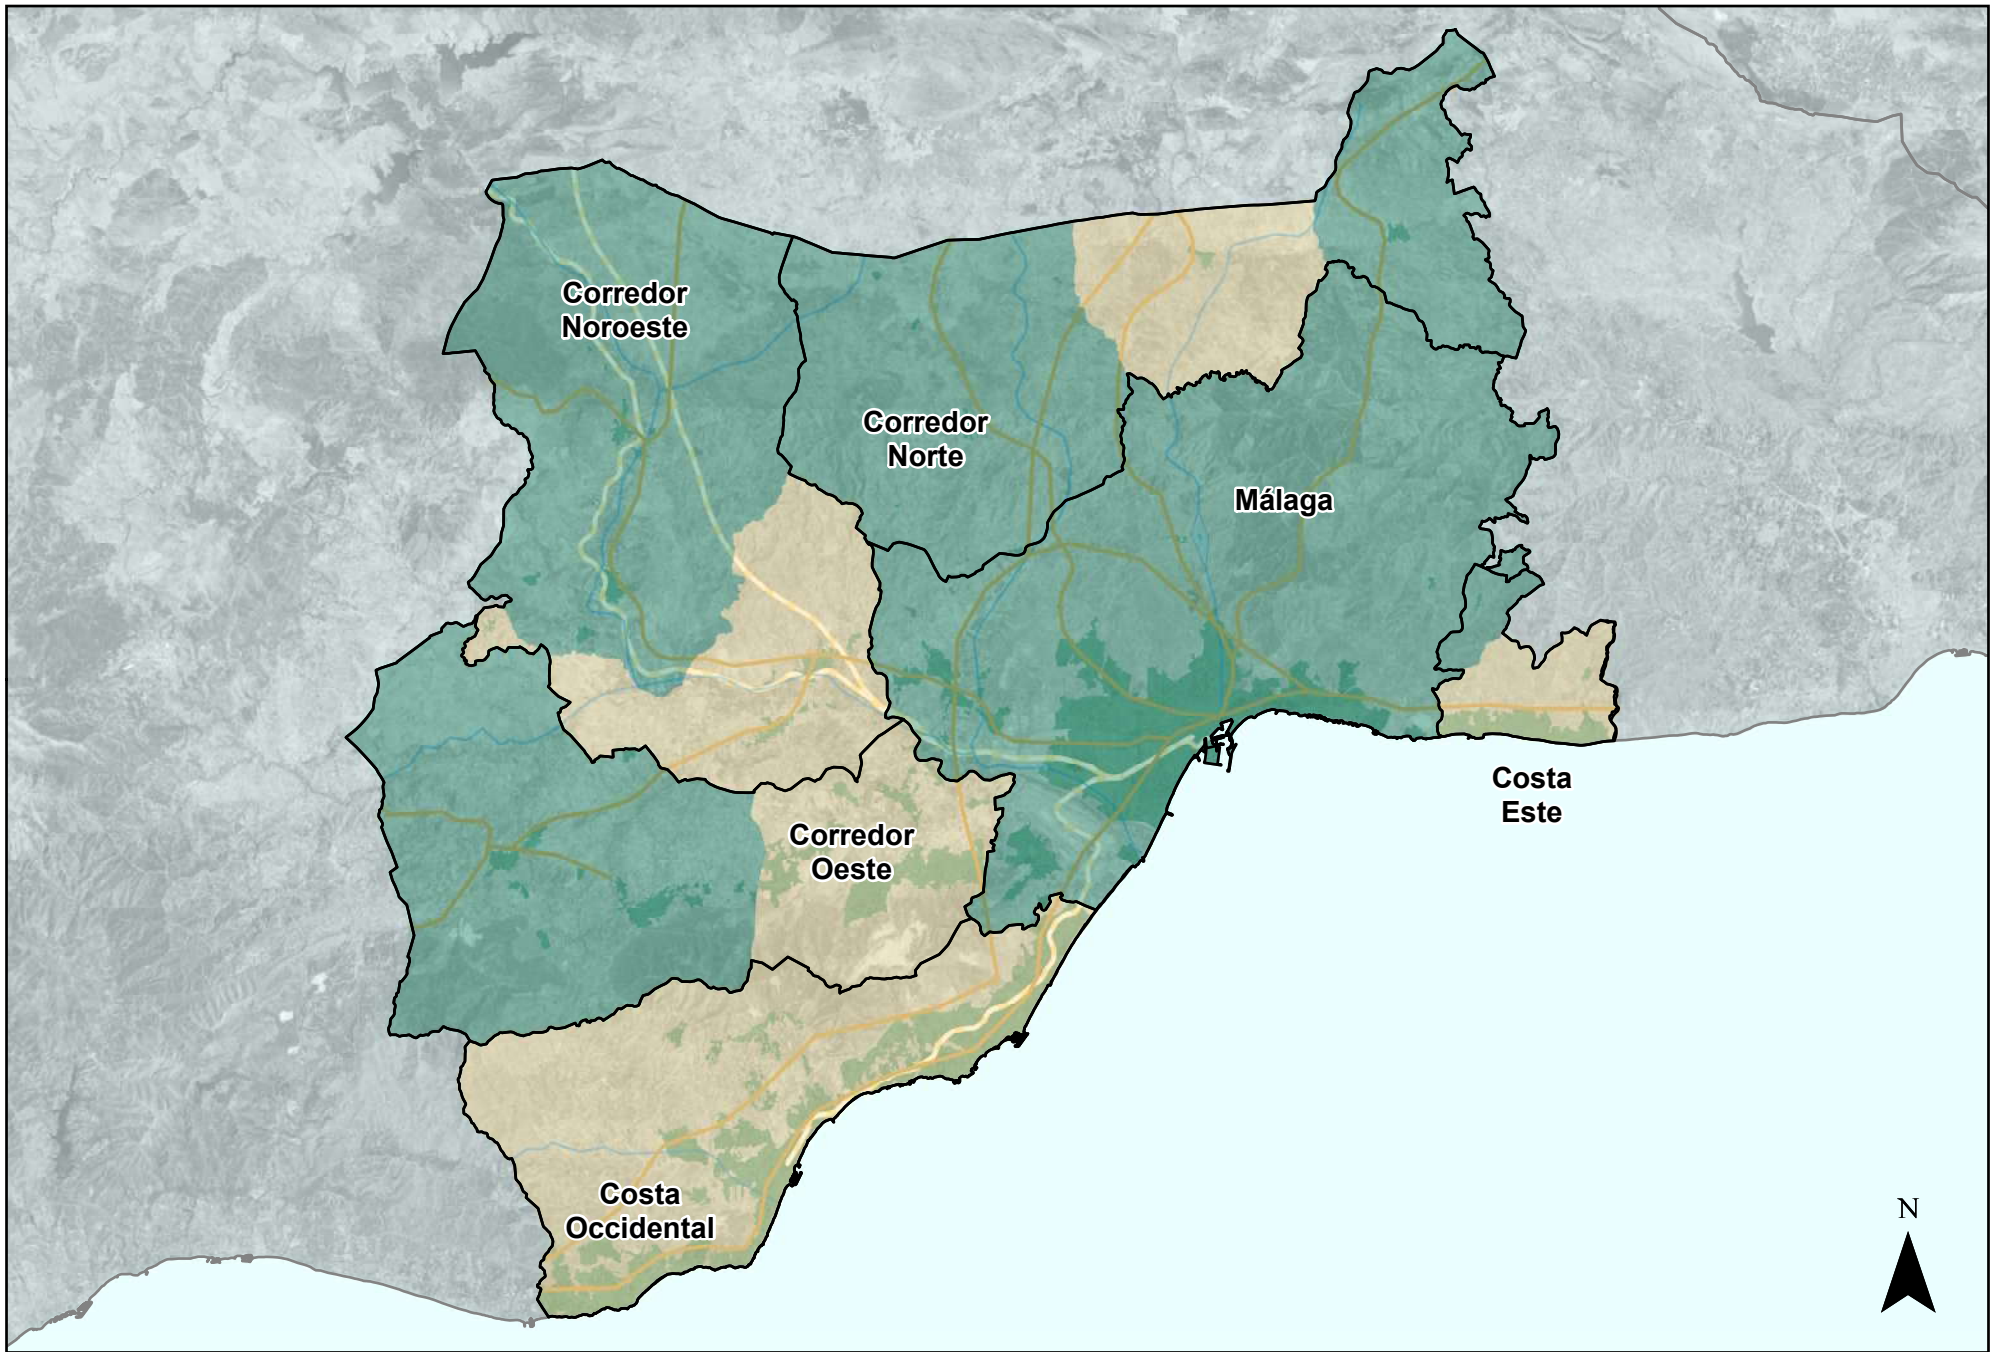 Corredor
Noroeste
Corredor
Norte
Málaga
Costa
Este
Corredor
Oeste
Costa
Occidental
N